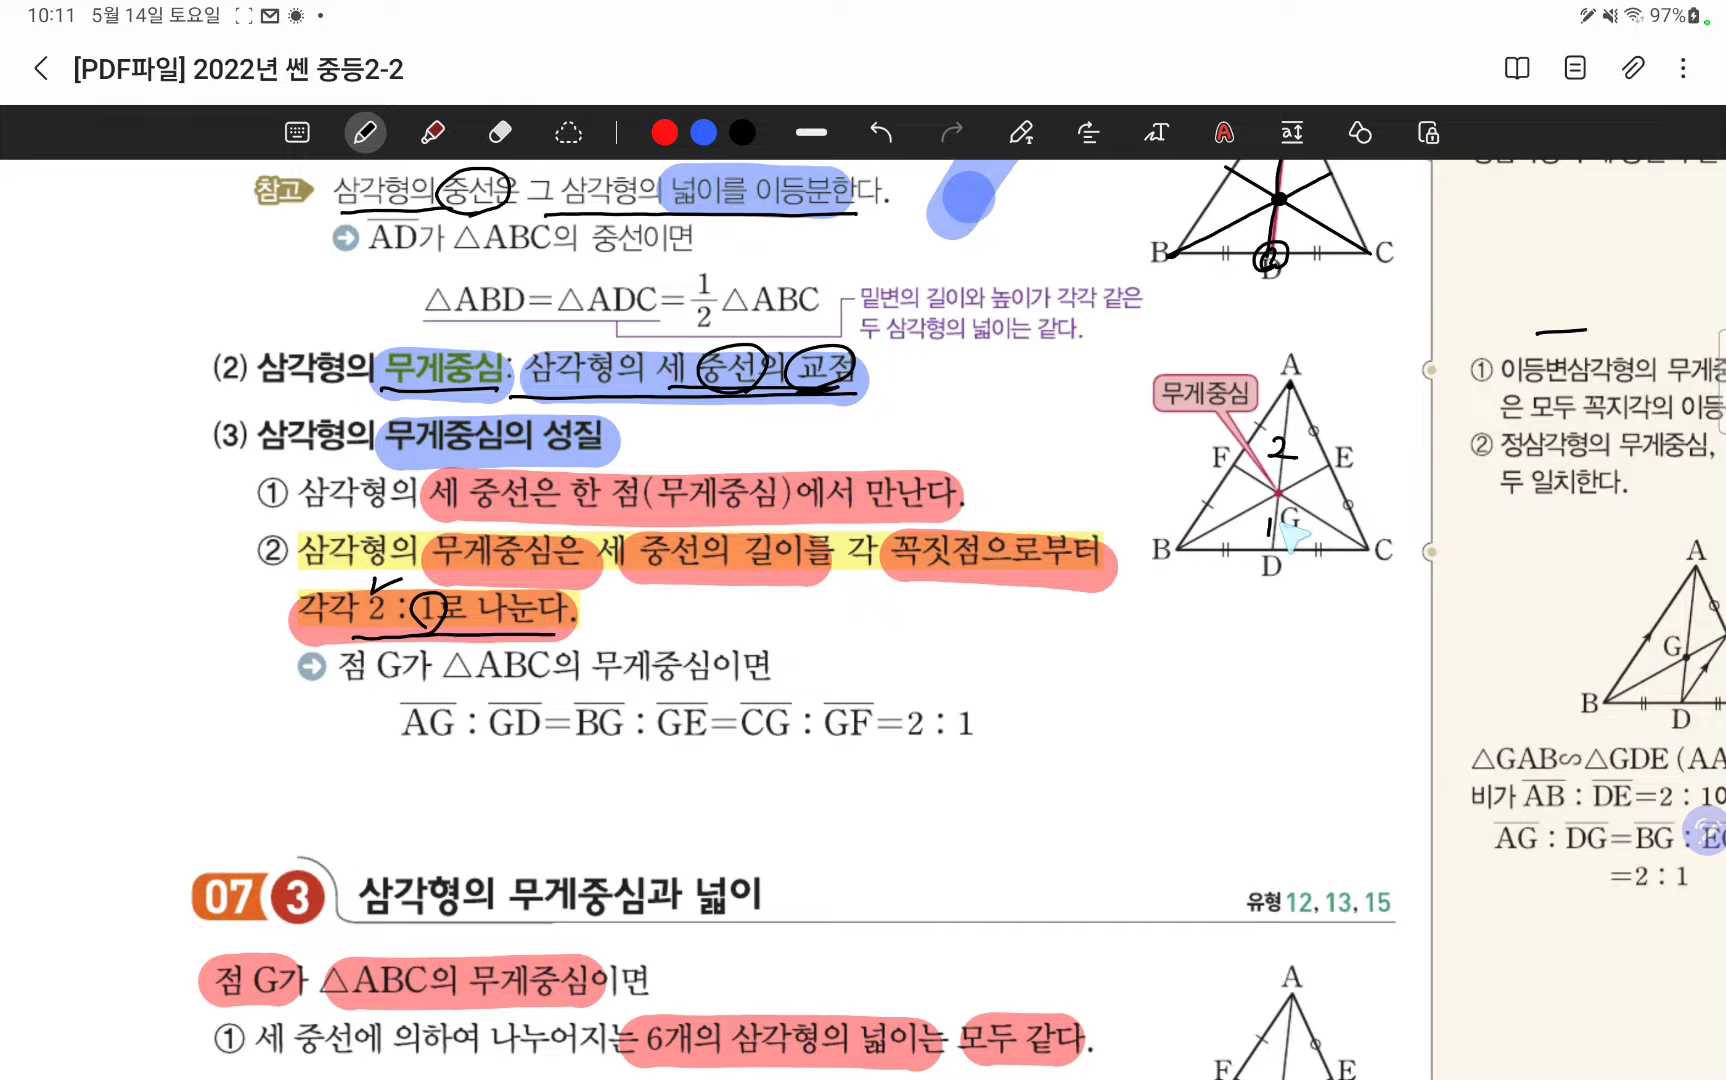 10:11 5월 14일 토요일
97%
[PDF파일] 2022년 쎈 중등2-2
참고 삼각형의 중선은 그 삼각형의 넓이를 이등분한다.
AD가 △ABC의 중선이면
△ABD=△ADC=1/2△ABC
밑변의 길이와 높이가 각각 같은
두 삼각형의 넓이는 같다.
B D C
(2) 삼각형의 무게중심: 삼각형의 세 중선의 교점
(3) 삼각형의 무게중심의 성질
① 삼각형의 세 중선은 한 점(무게중심)에서 만난다.
② 삼각형의 무게중심은 세 중선의 길이를 각 꼭짓점으로부터
각각 2 : 1로 나눈다.
점 G가 △ABC의 무게중심이면
AG : GD=BG : GE=CG : GF=2 : 1
A
무게중심
2
F E
1 G
B D C
07 3 삼각형의 무게중심과 넓이
유형 12, 13, 15
점 G가 △ABC의 무게중심이면
① 세 중선에 의하여 나누어지는 6개의 삼각형의 넓이는 모두 같다.
A
F E
① 이등변삼각형의 무게중
은 모두 꼭지각의 이등
② 정삼각형의 무게중심,
두 일치한다.
A
G
B D
△GAB∽△GDE (AA
비가 AB : DE=2 : 1이
AG : DG=BG : EG
=2 : 1